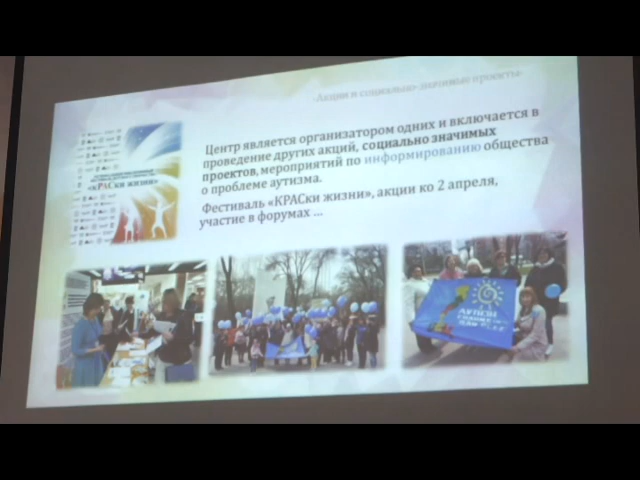 «Акции и социально-значимые проекты»
Центр является организатором одних и включается в
проведение других акций, социально значимых
проектов, мероприятий по информированию общества
о проблеме аутизма.
Фестиваль «КРАСки жизни», акции ко 2 апреля,
участие в форумах ...
«кРАСки жизни»
АУТИЗМ